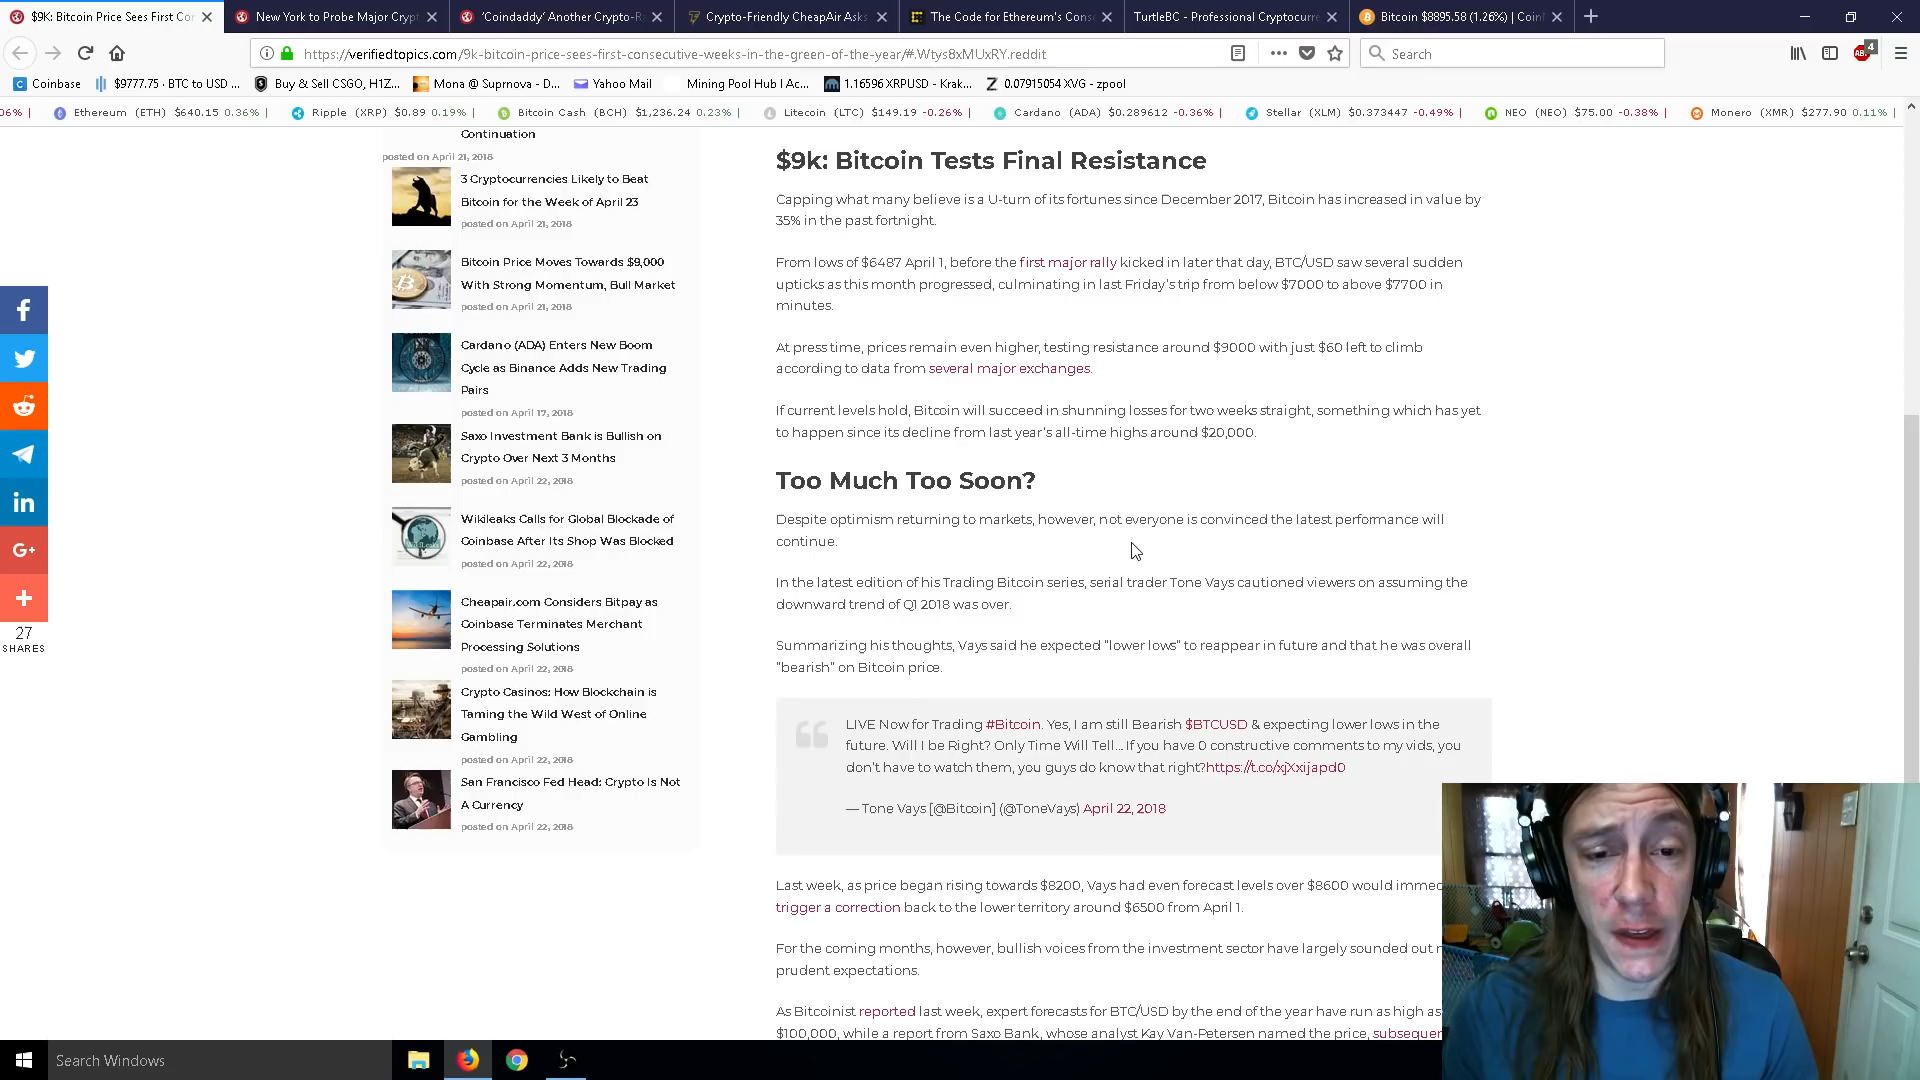 $9K: Bitcoin Price Sees First Cor
New York to Probe Major Crypt
'Coindaddy' Another Crypto-R
Crypto-Friendly CheapAir Asks
The Code for Ethereum's Cons
TurtleBC - Professional Cryptocurre
Bitcoin $8895.58 (1.26%) | Coin
https://verifiedtopics.com/9k-bitcoin-price-sees-first-consecutive-weeks-in-the-green-of-the-year/#.Wtys8xMUxRY.reddit
Search
4
Coinbase
$9777.75 · BTC to USD ...
Buy & Sell CSGO, H1Z...
Mona @ Suprnova - D...
Yahoo Mail
Mining Pool Hub | Ac...
1.16596 XRPUSD - Krak...
0.07915054 XVG - zpool
06% |
Ethereum (ETH) $640.15 0.36% |
Ripple (XRP) $0.89 0.19% |
Bitcoin Cash (BCH) $1,236.24 0.23% |
Litecoin (LTC) $149.19 -0.26% |
Cardano (ADA) $0.289612 -0.36% |
Stellar (XLM) $0.373447 -0.49% |
NEO (NEO) $75.00 -0.38% |
Monero (XMR) $277.90 0.11% |
Continuation
posted on April 21, 2018
3 Cryptocurrencies Likely to Beat
Bitcoin for the Week of April 23
posted on April 21, 2018
Bitcoin Price Moves Towards $9,000
With Strong Momentum, Bull Market
posted on April 21, 2018
Cardano (ADA) Enters New Boom
Cycle as Binance Adds New Trading
Pairs
posted on April 17, 2018
Saxo Investment Bank is Bullish on
Crypto Over Next 3 Months
posted on April 22, 2018
Wikileaks Calls for Global Blockade of
Coinbase After Its Shop Was Blocked
posted on April 22, 2018
Cheapair.com Considers Bitpay as
Coinbase Terminates Merchant
Processing Solutions
posted on April 22, 2018
Crypto Casinos: How Blockchain is
Taming the Wild West of Online
Gambling
posted on April 22, 2018
San Francisco Fed Head: Crypto Is Not
A Currency
posted on April 22, 2018
27
SHARES
$9k: Bitcoin Tests Final Resistance
Capping what many believe is a U-turn of its fortunes since December 2017, Bitcoin has increased in value by
35% in the past fortnight.
From lows of $6487 April 1, before the first major rally kicked in later that day, BTC/USD saw several sudden
upticks as this month progressed, culminating in last Friday's trip from below $7000 to above $7700 in
minutes.
At press time, prices remain even higher, testing resistance around $9000 with just $60 left to climb
according to data from several major exchanges.
If current levels hold, Bitcoin will succeed in shunning losses for two weeks straight, something which has yet
to happen since its decline from last year's all-time highs around $20,000.
Too Much Too Soon?
Despite optimism returning to markets, however, not everyone is convinced the latest performance will
continue.
In the latest edition of his Trading Bitcoin series, serial trader Tone Vays cautioned viewers on assuming the
downward trend of Q1 2018 was over.
Summarizing his thoughts, Vays said he expected "lower lows" to reappear in future and that he was overall
"bearish" on Bitcoin price.
LIVE Now for Trading #Bitcoin. Yes, I am still Bearish $BTCUSD & expecting lower lows in the
future. Will I be Right? Only Time Will Tell... If you have 0 constructive comments to my vids, you
don't have to watch them, you guys do know that right?https://t.co/xjXxijapd0
— Tone Vays [@Bitcoin] (@ToneVays) April 22, 2018
Last week, as price began rising towards $8200, Vays had even forecast levels over $8600 would immed
trigger a correction back to the lower territory around $6500 from April 1.
For the coming months, however, bullish voices from the investment sector have largely sounded out
prudent expectations.
As Bitcoinist reported last week, expert forecasts for BTC/USD by the end of the year have run as high as
$100,000, while a report from Saxo Bank, whose analyst Kay Van-Petersen named the price, subsequen
Search Windows